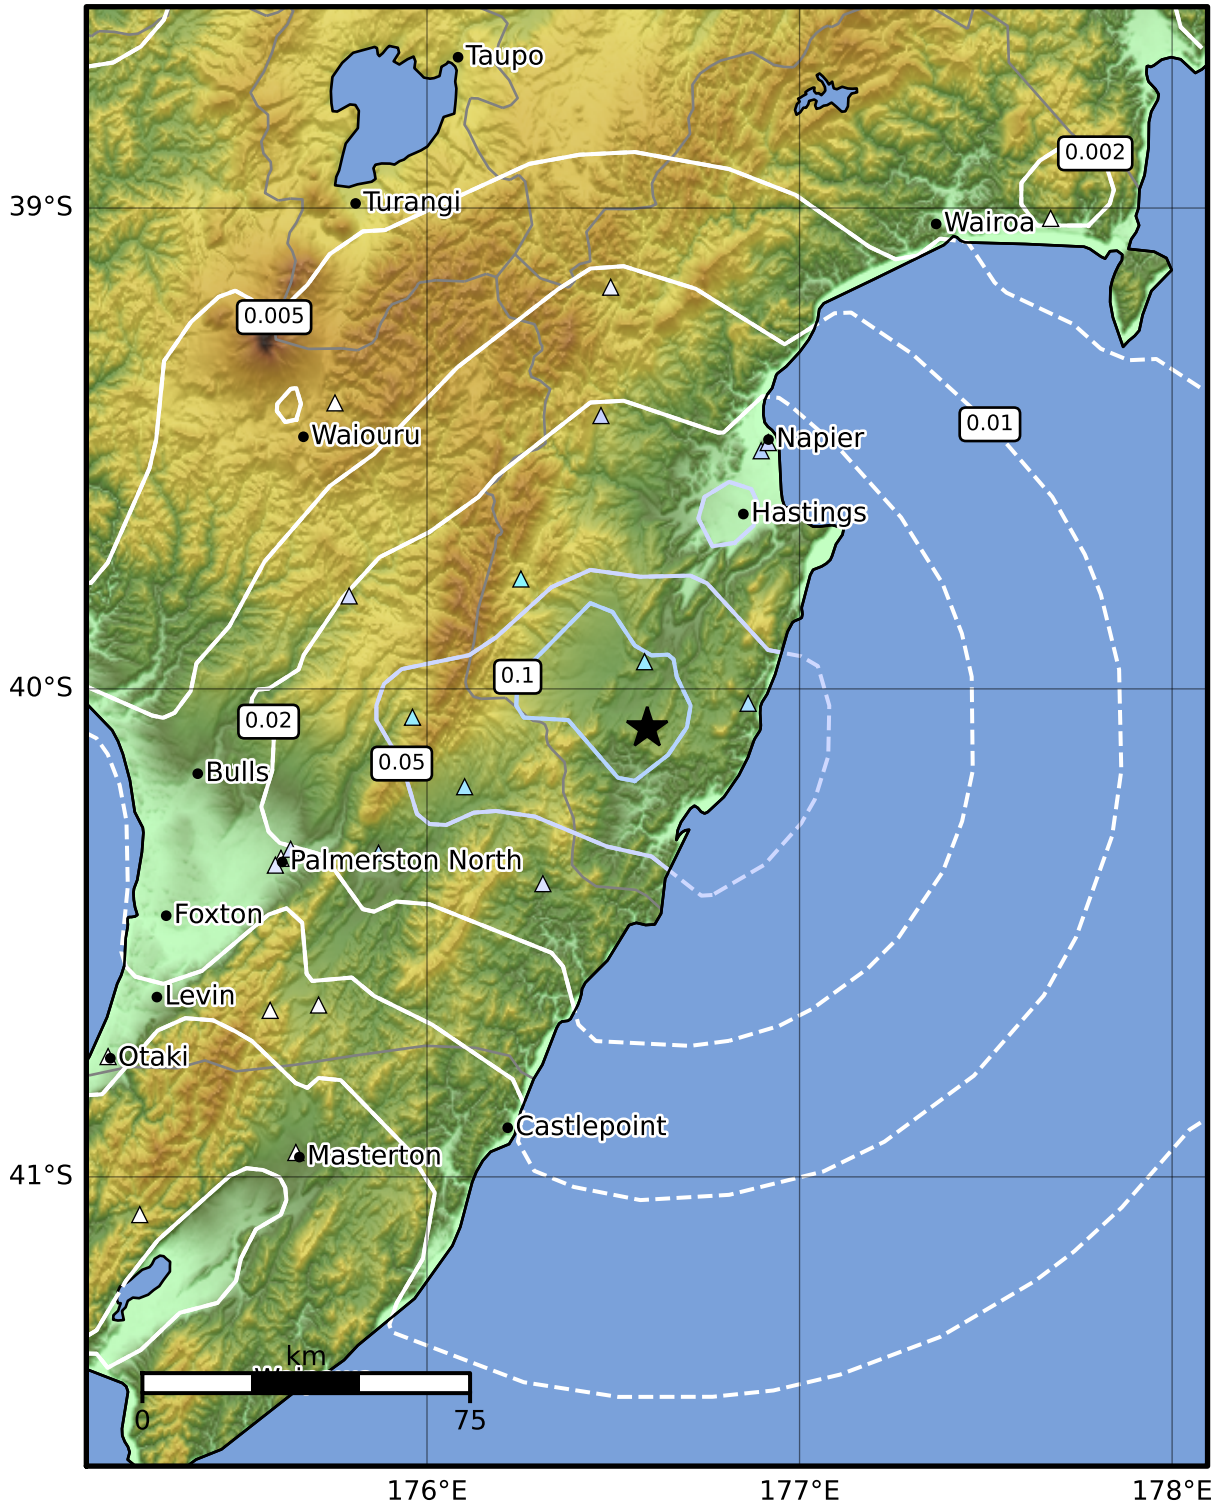 Taupo
0.002
39°S
Turangi
Wairoa
0.005
0.01
Waiouru
Napier
Hastings
0.1
40°S
0.02
0.05
Bulls
Palmerston North
Foxton
Levin
Otaki
Castlepoint
Masterton
41°S
km
0
75
176°E
177°E
178°E